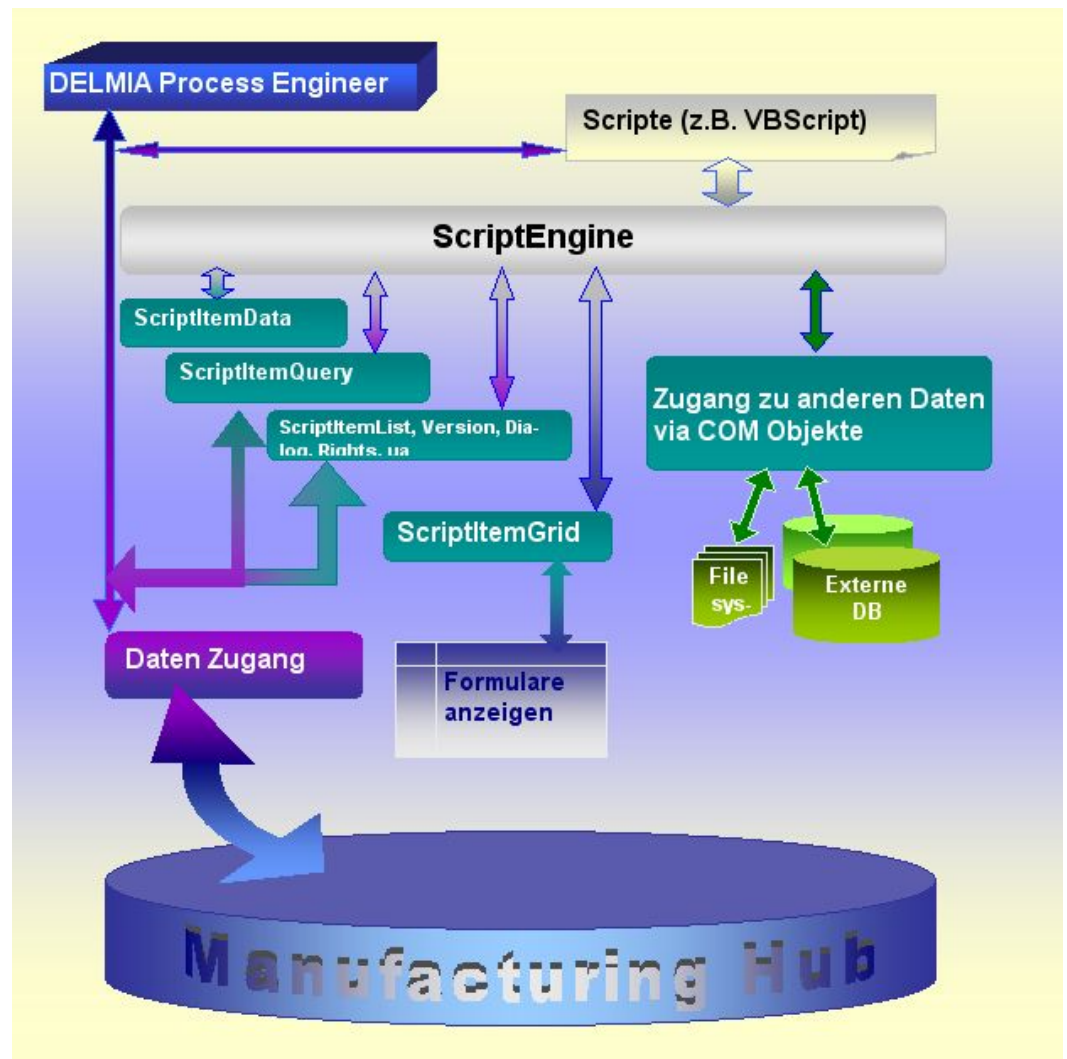 DELMIA Process Engineer
Scripte (z.B. VBScript)
ScriptEngine
ScriptItemData
ScriptItemQuery
ScriptItemList, Version, Dia-
log, Rights, ua
Zugang zu anderen Daten
via COM Objekte
ScriptItemGrid
File
sys-
Externe
DB
Daten Zugang
Formulare
anzeigen
Manufacturing Hub